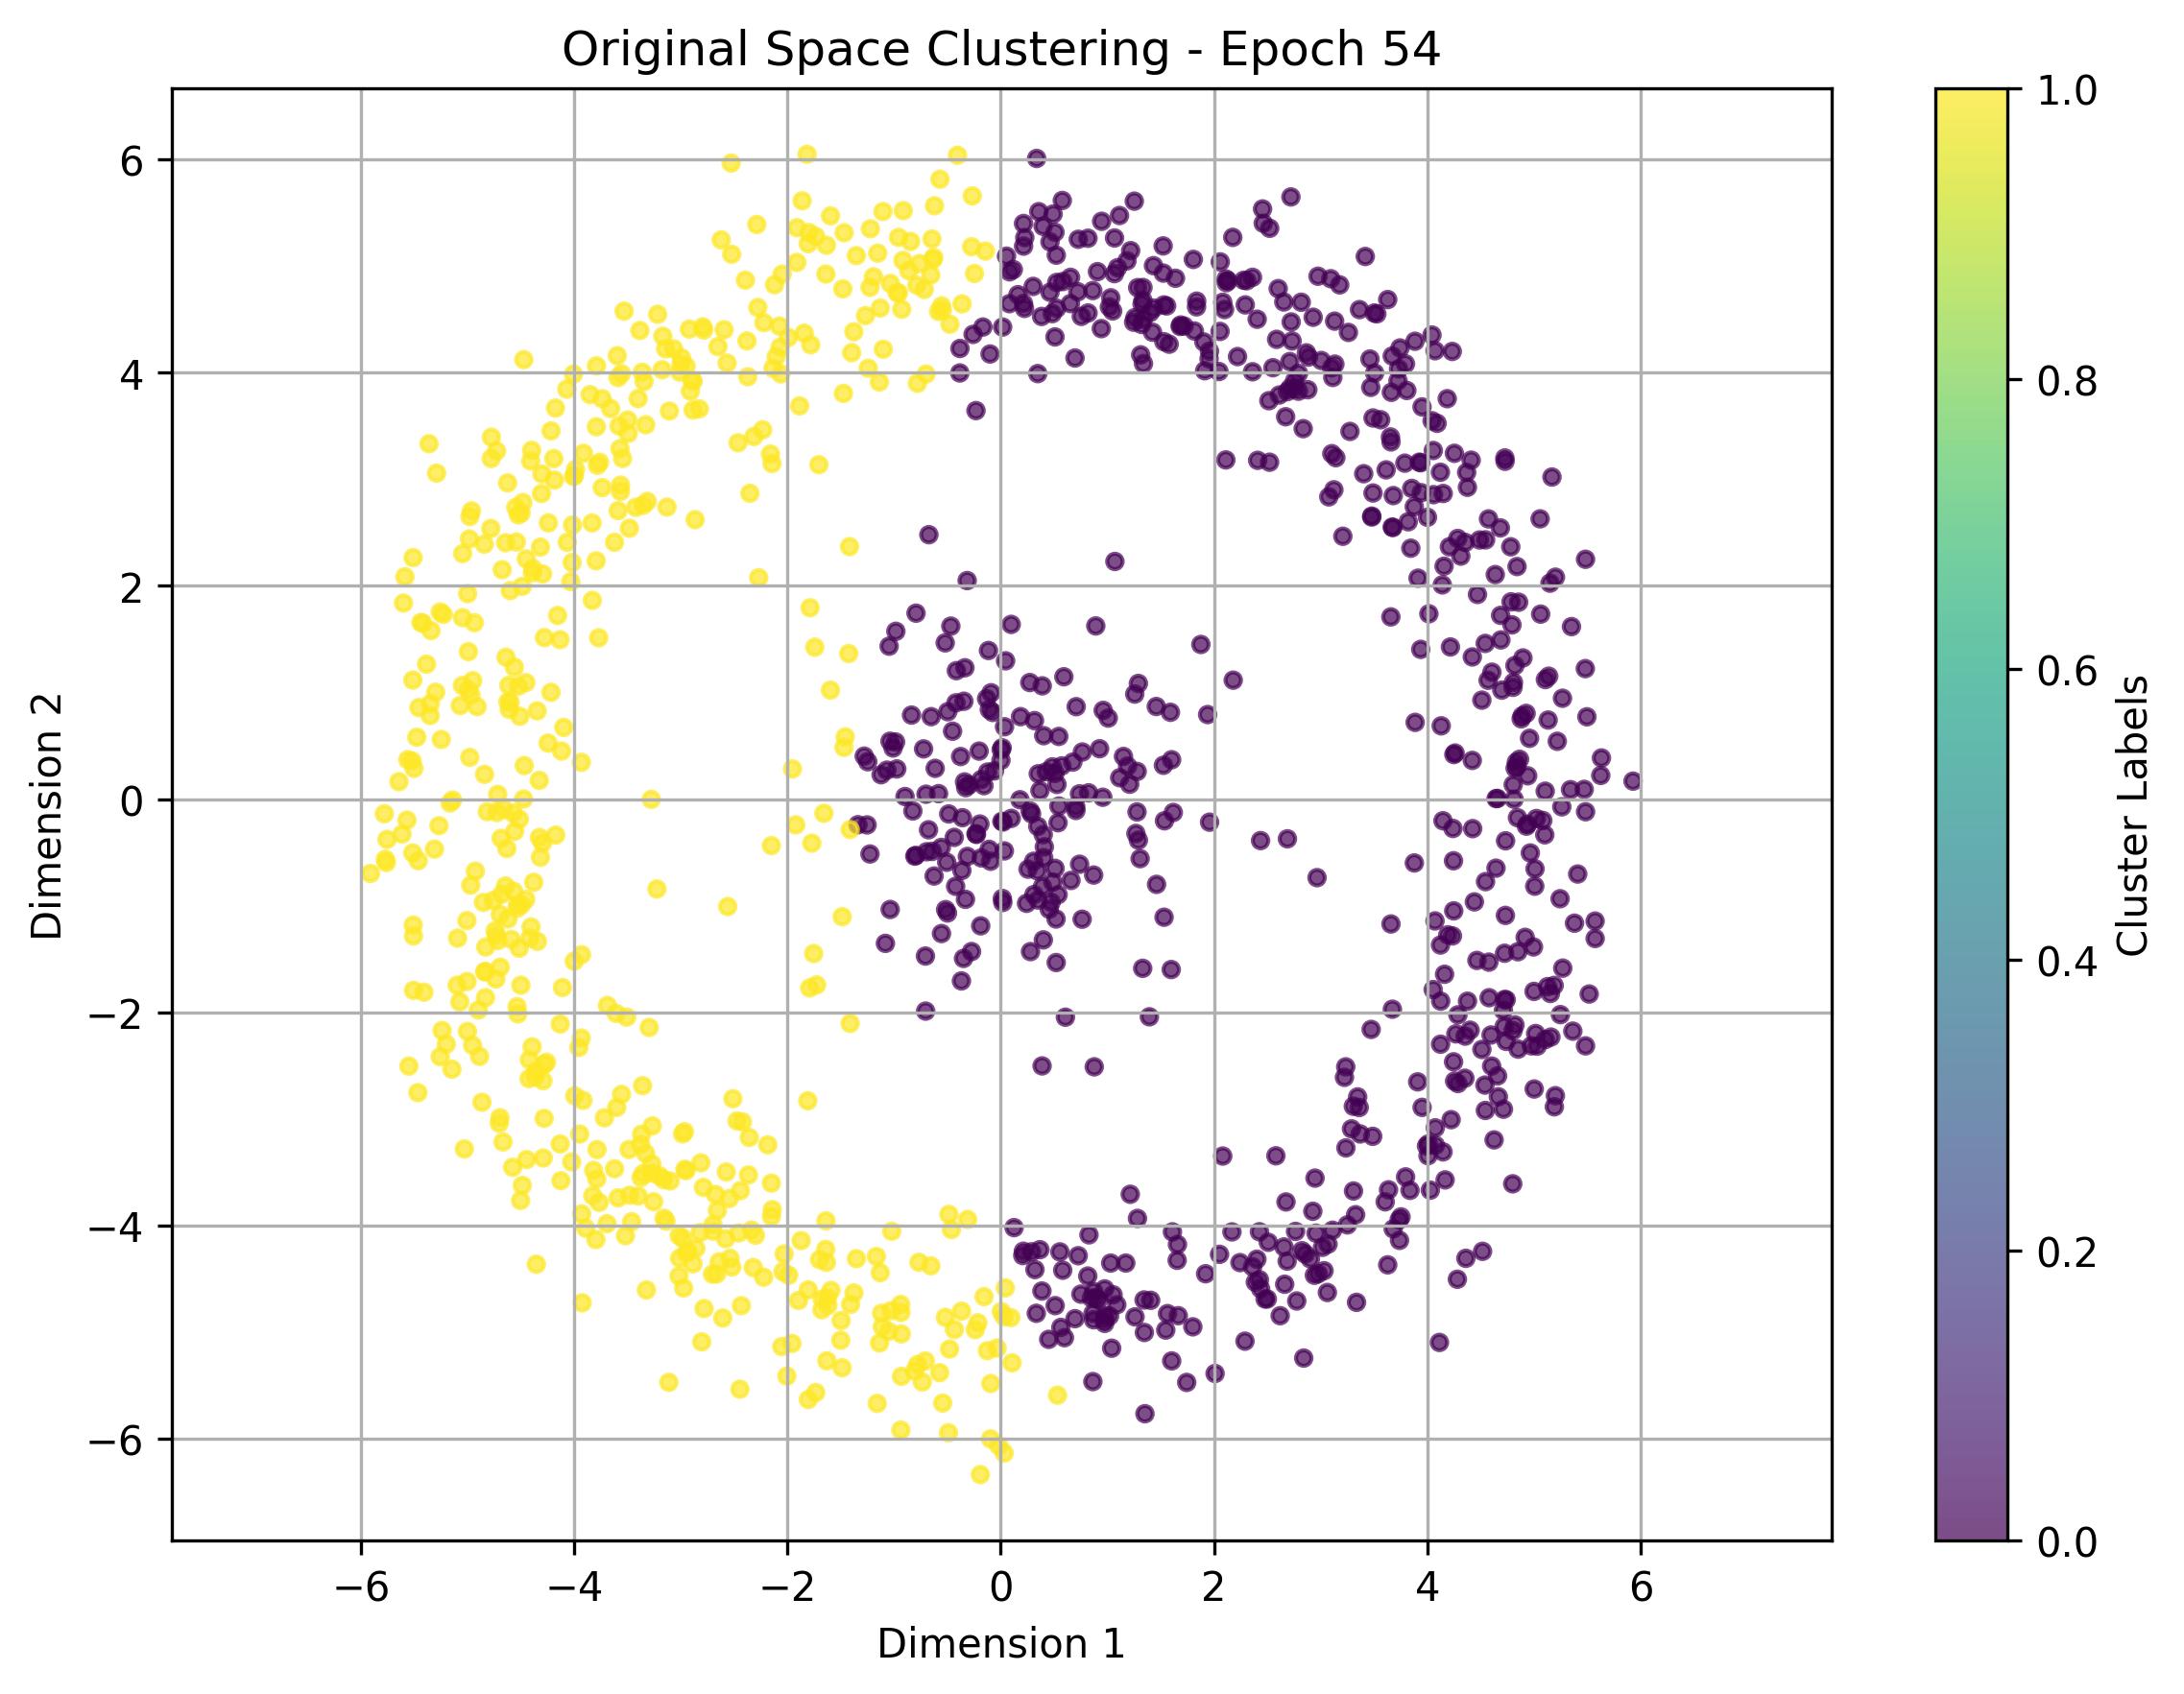 Original Space Clustering - Epoch 54
6
4
2
0
−2
−4
−6
Dimension 2
−6 −4 −2 0 2 4 6
Dimension 1
1.0
0.8
0.6
0.4
0.2
0.0
Cluster Labels